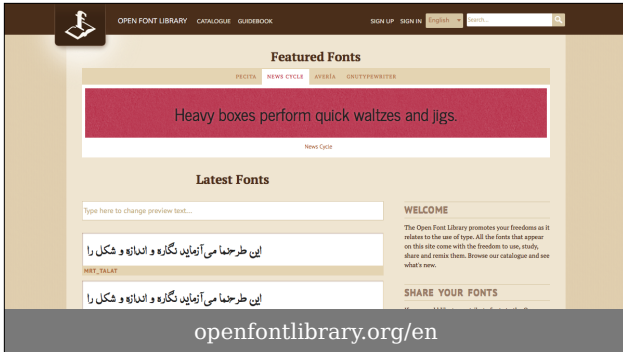 OPEN FONT LIBRARY CATALOGUE GUIDEBOOK SIGN UP SIGN IN English Search...
Featured Fonts
PECITA NEWS CYCLE AVERÍA GNUTYPEWRITER
Heavy boxes perform quick waltzes and jigs.
News Cycle
Latest Fonts
Type here to change preview text...
این طرحنما می‌آزماید نگاره و اندازه و شکل را
MRT_TALAT
این طرحنما می‌آزماید نگاره و اندازه و شکل را
WELCOME
The Open Font Library promotes your freedoms as it
relates to the use of type. All the fonts that appear
on this site come with the freedom to use, study,
share and remix them. Browse our catalogue and see
what's new.
SHARE YOUR FONTS
openfontlibrary.org/en